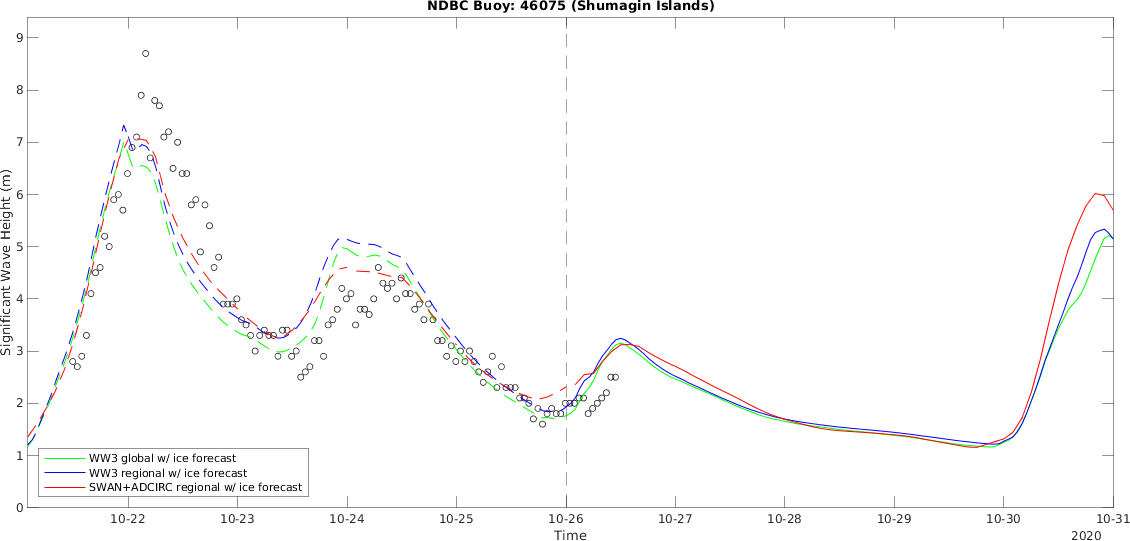 NDBC Buoy: 46075 (Shumagin Islands)
9
8
7
6
5
4
3
2
1
0
Significant Wave Height (m)
WW3 global w/ ice forecast
WW3 regional w/ ice forecast
SWAN+ADCIRC regional w/ ice forecast
10-22 10-23 10-24 10-25 10-26 10-27 10-28 10-29 10-30 10-31
Time
2020